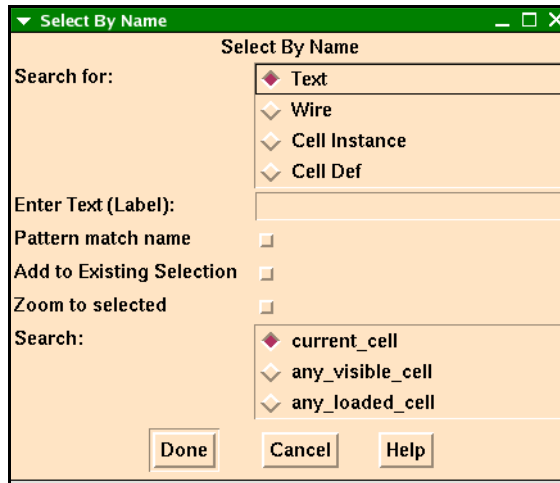 Select By Name
Select By Name
Search for:
Text
Wire
Cell Instance
Cell Def
Enter Text (Label):
Pattern match name
Add to Existing Selection
Zoom to selected
Search:
current_cell
any_visible_cell
any_loaded_cell
Done Cancel Help